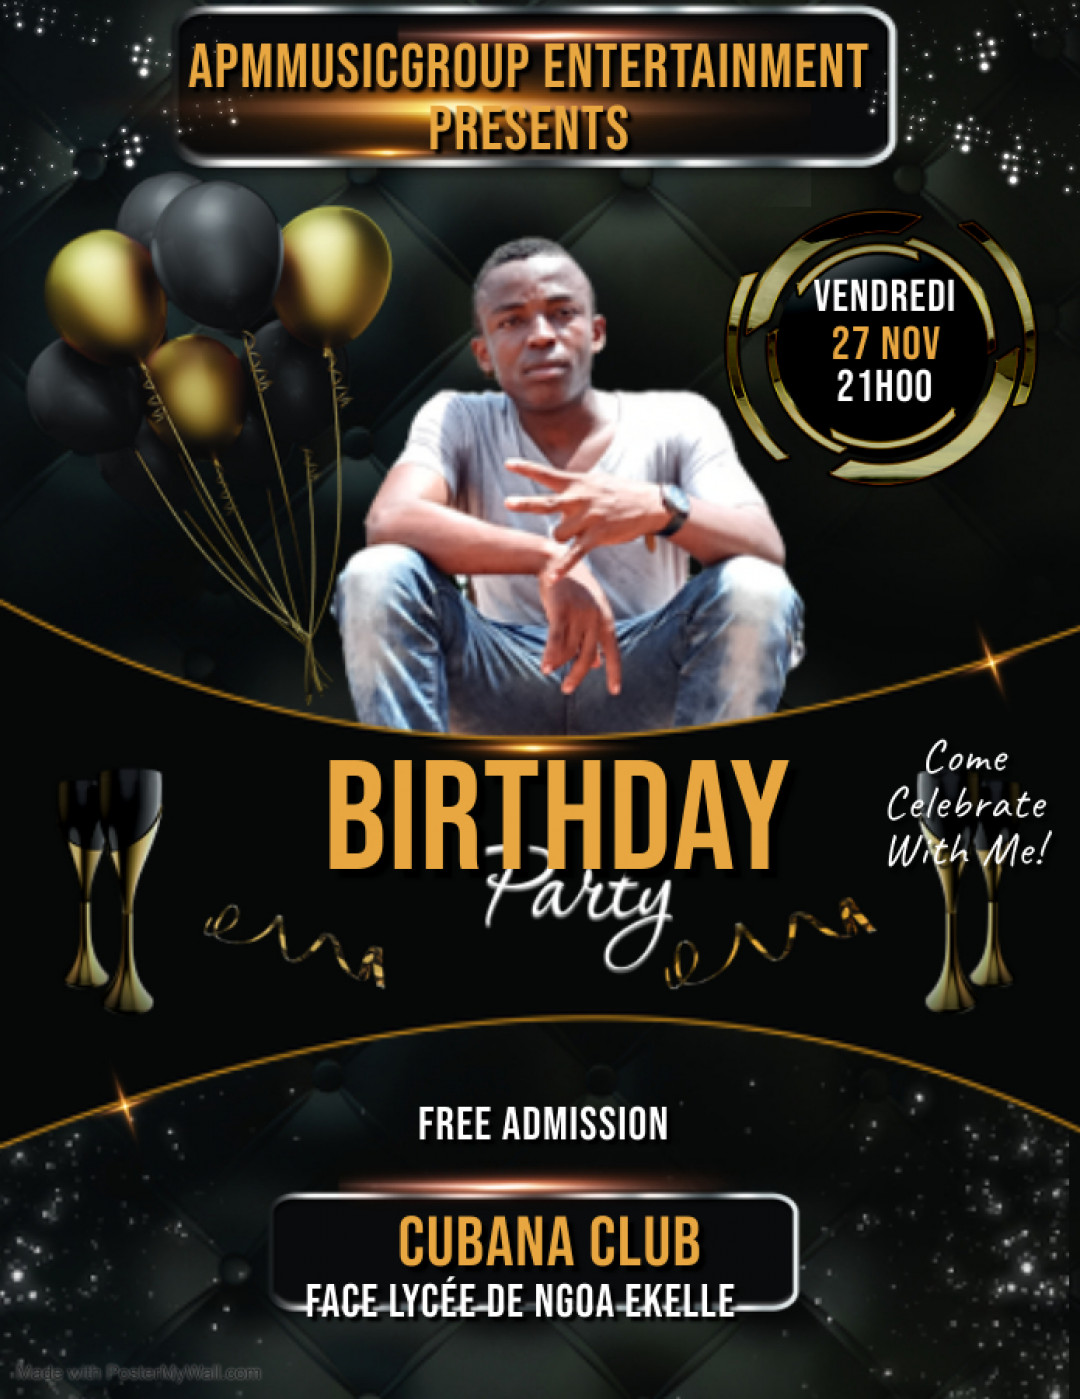 APMMUSICGROUP ENTERTAINMENT
PRESENTS
VENDREDI
27 NOV
21H00
BIRTHDAY
Party
Come
Celebrate
With Me!
FREE ADMISSION
CUBANA CLUB
FACE LYCÉE DE NGOA EKELLE
Made with PosterMyWall.com